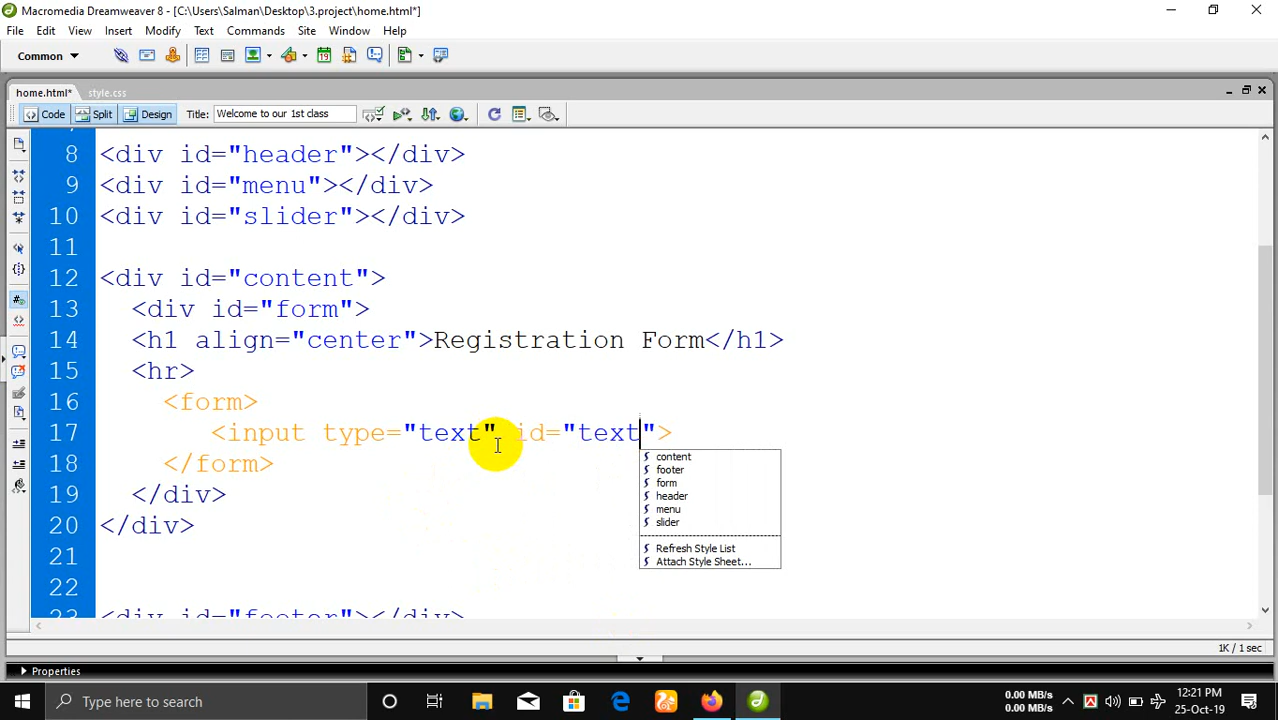 Macromedia Dreamweaver 8 - [C:\Users\Salman\Desktop\3.project\home.html*]
File Edit View Insert Modify Text Commands Site Window Help
Common
home.html* style.css
Code Split Design Title: Welcome to our 1st class
8 <div id="header"></div>
9 <div id="menu"></div>
10 <div id="slider"></div>
11
12 <div id="content">
13 <div id="form">
14 <h1 align="center">Registration Form</h1>
15 <hr>
16 <form>
17 <input type="text" id="text">
18 </form>
19 </div>
20 </div>
21
22
23 <div id="footer"></div>
content
footer
form
header
menu
slider
Refresh Style List
Attach Style Sheet...
1K / 1 sec
Properties
Type here to search
0.00 MB/s
0.00 MB/s
12:21 PM
25-Oct-19